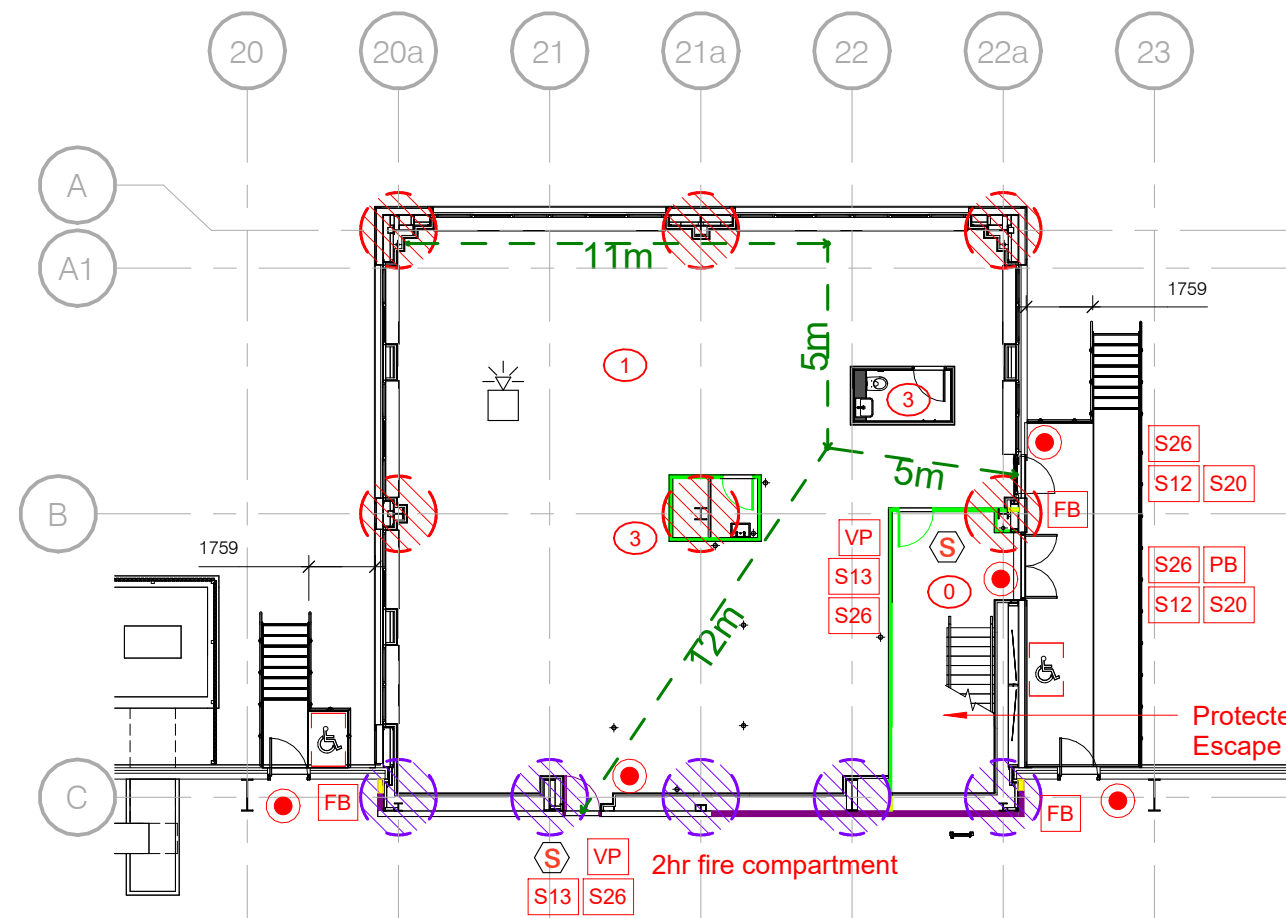 20 20a 21 21a 22 22a 23
A
A1
11m
1759
5m
1
3
5m
S26
S12 S20
B
FB
3
VP
S
1759
S26 PB
S13
0
S12 S20
S26
12m
Protecte
Escape
C
FB
FB
S VP
2hr fire compartment
S13 S26